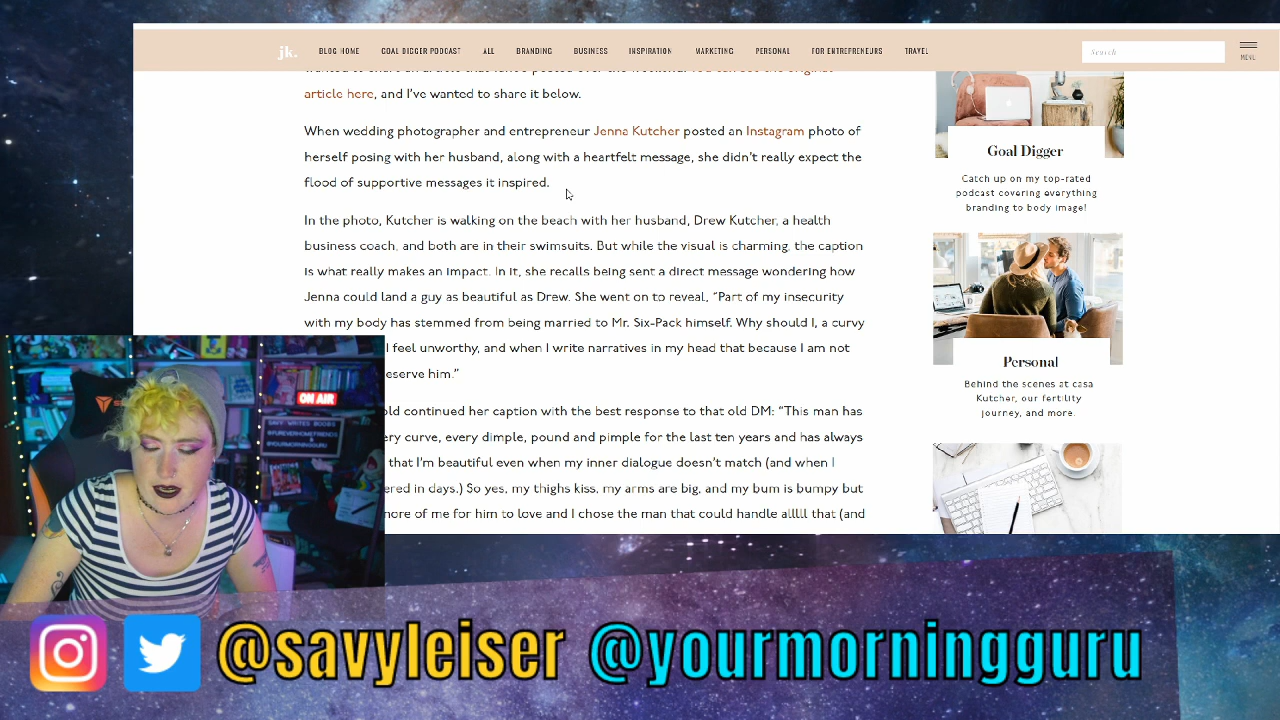 jk.
BLOG HOME
GOAL DIGGER PODCAST
ALL
BRANDING
BUSINESS
INSPIRATION
MARKETING
PERSONAL
FOR ENTREPRENEURS
TRAVEL
Search
MENU
article here, and I've wanted to share it below.
When wedding photographer and entrepreneur Jenna Kutcher posted an Instagram photo of
herself posing with her husband, along with a heartfelt message, she didn't really expect the
flood of supportive messages it inspired.
In the photo, Kutcher is walking on the beach with her husband, Drew Kutcher, a health
business coach, and both are in their swimsuits. But while the visual is charming, the caption
is what really makes an impact. In it, she recalls being sent a direct message wondering how
Jenna could land a guy as beautiful as Drew. She went on to reveal, "Part of my insecurity
with my body has stemmed from being married to Mr. Six-Pack himself. Why should I, a curvy
I feel unworthy, and when I write narratives in my head that because I am not
eserve him."
old continued her caption with the best response to that old DM: "This man has
ery curve, every dimple, pound and pimple for the last ten years and has always
that I'm beautiful even when my inner dialogue doesn't match (and when I
ered in days.) So yes, my thighs kiss, my arms are big, and my bum is bumpy but
more of me for him to love and I chose the man that could handle alllll that (and
Goal Digger
Catch up on my top-rated
podcast covering everything
branding to body image!
Personal
Behind the scenes at casa
Kutcher, our fertility
journey, and more.
ON AIR
SAVY WRITES BOOKS
@FUREVERHOMEFRIENDS
&
@YOURMORNINGGURU
@savyleiser @yourmorningguru